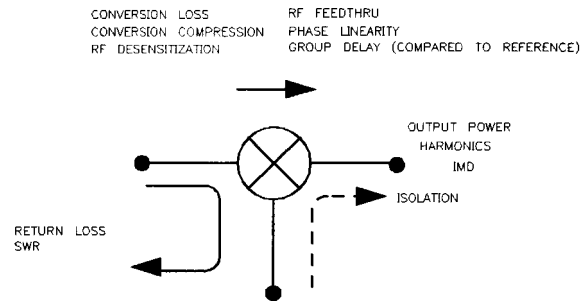 CONVERSION LOSS
CONVERSION COMPRESSION
RF DESENSITIZATION
RF FEEDTHRU
PHASE LINEARITY
GROUP DELAY (COMPARED TO REFERENCE)
OUTPUT POWER
HARMONICS
IMD
ISOLATION
RETURN LOSS
SWR